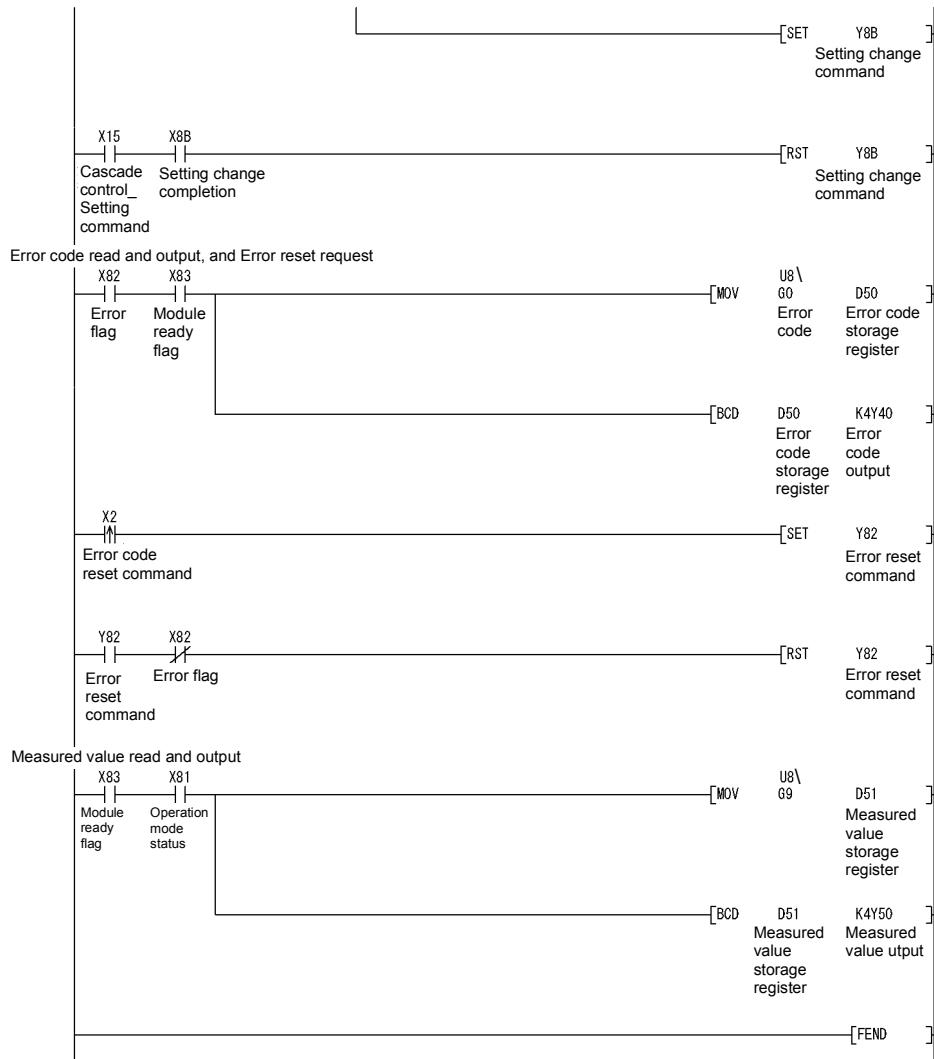 [SET Y8B ]
Setting change
command
X15 X8B
[RST Y8B ]
Cascade
control_
Setting
command
Setting change
completion
Setting change
command
Error code read and output, and Error reset request
X82 X83
[MOV U8\
G0 D50 ]
Error
flag
Module
ready
flag
Error
code
Error code
storage
register
[BCD D50 K4Y40 ]
Error
code
storage
register
Error
code
output
X2
[SET Y82 ]
Error code
reset command
Error reset
command
Y82 X82
[RST Y82 ]
Error
reset
command
Error flag
Error reset
command
Measured value read and output
X83 X81
[MOV U8\
G9 D51 ]
Module
ready
flag
Operation
mode
status
Measured
value
storage
register
[BCD D51 K4Y50 ]
Measured
value
storage
register
Measured
value utput
[FEND ]